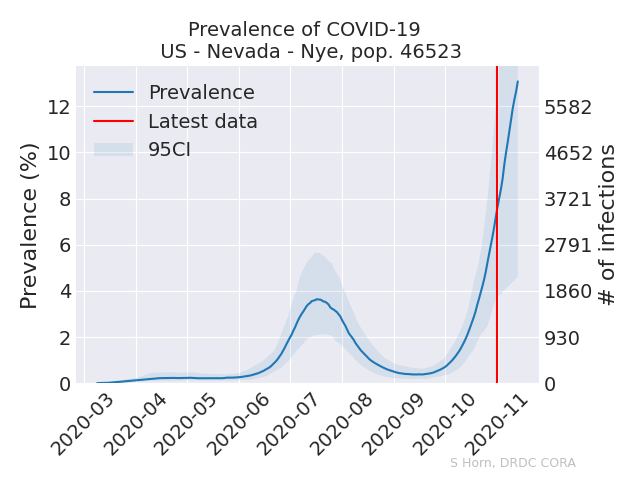 Prevalence of COVID-19
US - Nevada - Nye, pop. 46523
Prevalence
Latest data
95CI
Prevalence (%)
12
10
8
6
4
2
0
5582
4652
3721
2791
1860
930
0
# of infections
2020-03
2020-04
2020-05
2020-06
2020-07
2020-08
2020-09
2020-10
2020-11
S Horn, DRDC CORA